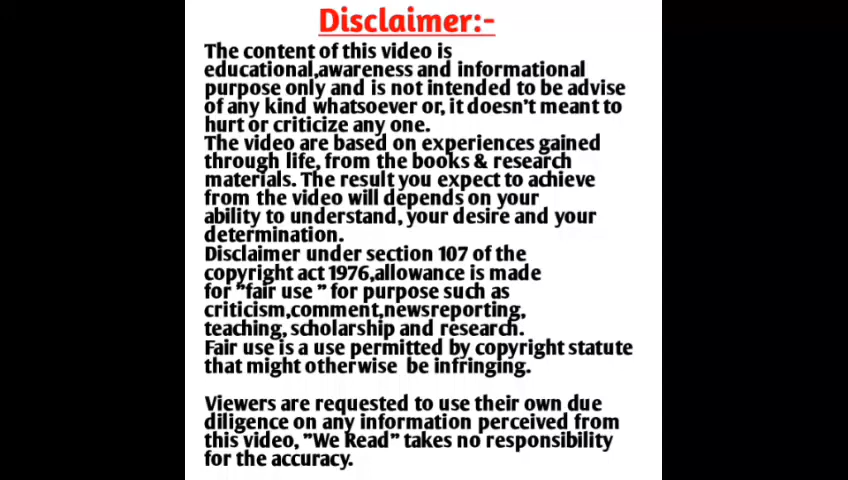 Disclaimer:-
The content of this video is
educational,awareness and informational
purpose only and is not intended to be advise
of any kind whatsoever or, it doesn't meant to
hurt or criticize any one.
The video are based on experiences gained
through life, from the books & research
materials. The result you expect to achieve
from the video will depends on your
ability to understand, your desire and your
determination.
Disclaimer under section 107 of the
copyright act 1976,allowance is made
for "fair use " for purpose such as
criticism,comment,newsreporting,
teaching, scholarship and research.
Fair use is a use permitted by copyright statute
that might otherwise be infringing.
Viewers are requested to use their own due
diligence on any information perceived from
this video, "We Read" takes no responsibility
for the accuracy.